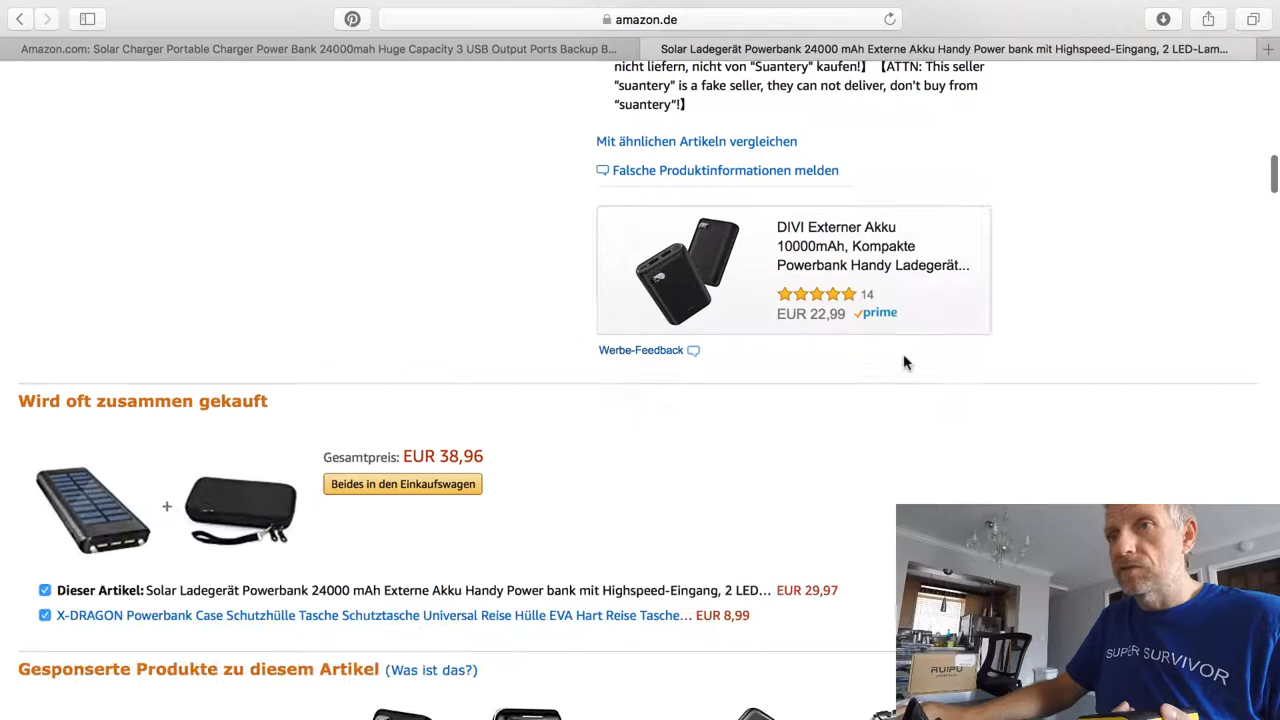 amazon.de
Amazon.com: Solar Charger Portable Charger Power Bank 24000mah Huge Capacity 3 USB Output Ports Backup B...
Solar Ladegerät Powerbank 24000 mAh Externe Akku Handy Power bank mit Highspeed-Eingang, 2 LED-Lam...
nicht liefern, nicht von "Suantery" kaufen!】 【ATTN: This seller
"suantery" is a fake seller, they can not deliver, don't buy from
“suantery”!】
Mit ähnlichen Artikeln vergleichen
Falsche Produktinformationen melden
DIVI Externer Akku
10000mAh, Kompakte
Powerbank Handy Ladegerät...
14
EUR 22,99 prime
Werbe-Feedback
Wird oft zusammen gekauft
Gesamtpreis: EUR 38,96
Beides in den Einkaufswagen
+
Dieser Artikel: Solar Ladegerät Powerbank 24000 mAh Externe Akku Handy Power bank mit Highspeed-Eingang, 2 LED… EUR 29,97
X-DRAGON Powerbank Case Schutzhülle Tasche Schutztasche Universal Reise Hülle EVA Hart Reise Tasche… EUR 8,99
Gesponserte Produkte zu diesem Artikel (Was ist das?)
RUIPU
SUPER SURVIVOR